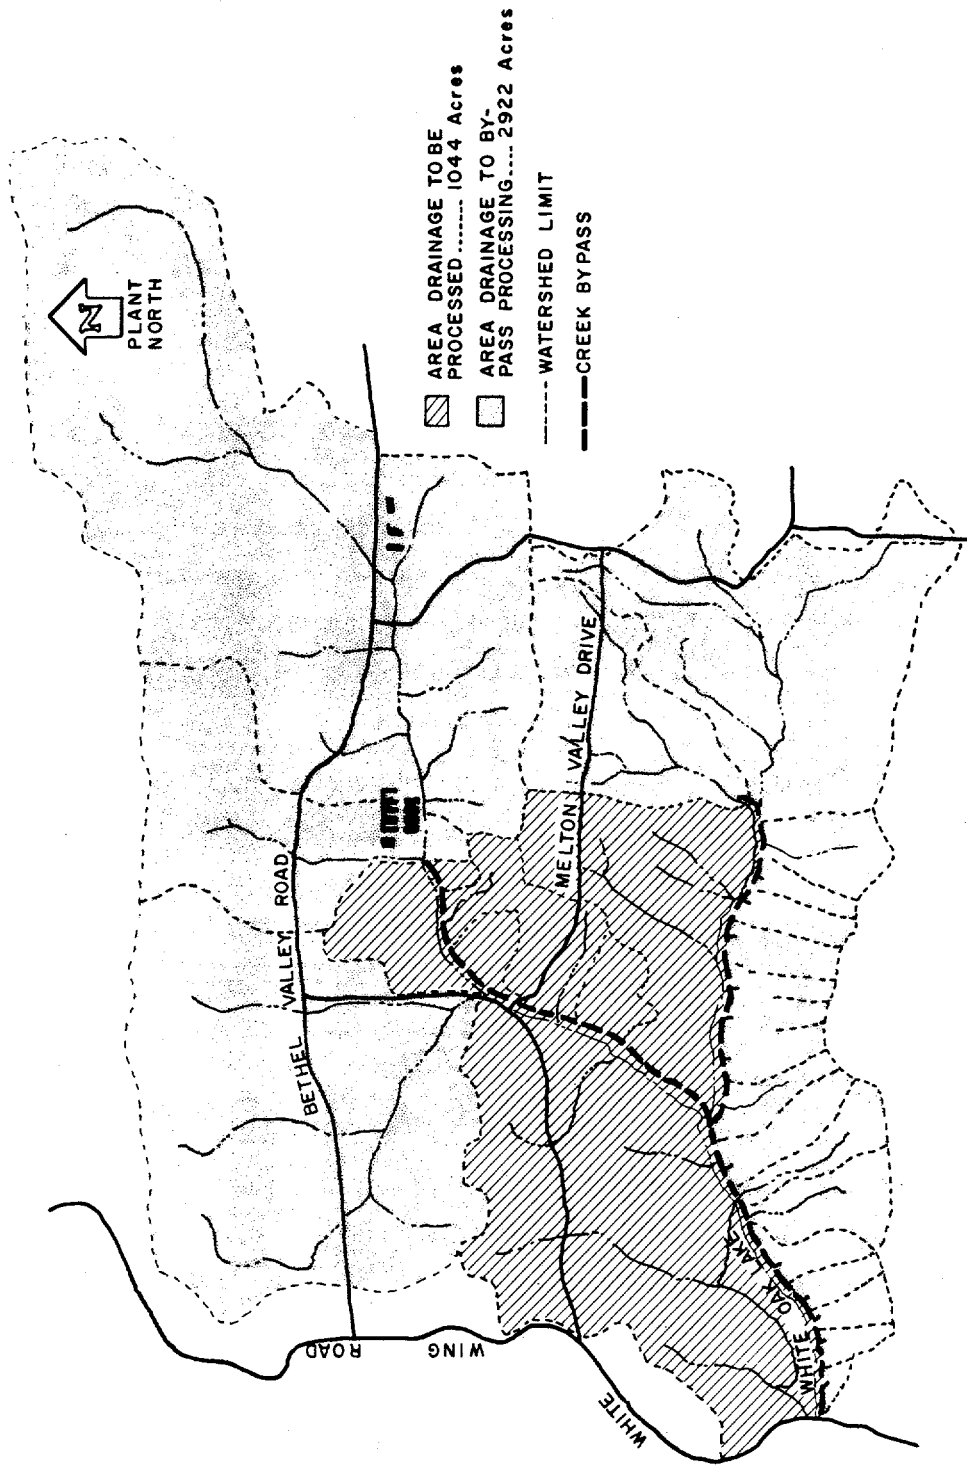 N
PLANT
NORTH
AREA DRAINAGE TO BE
PROCESSED........ 1044 Acres
AREA DRAINAGE TO BY-
PASS PROCESSING.... 2922 Acres
WATERSHED LIMIT
CREEK BYPASS
BETHEL VALLEY ROAD
MELTON VALLEY DRIVE
WHITE WING ROAD
WHITE OAK LAKE